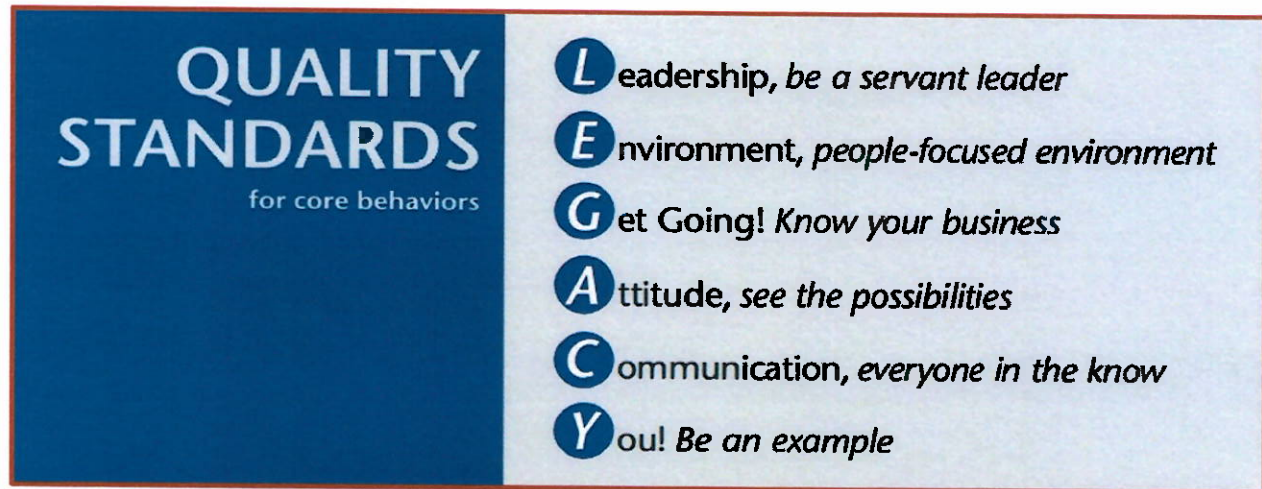 QUALITY
STANDARDS
for core behaviors
Leadership, be a servant leader
Environment, people-focused environment
Get Going! Know your business
Attitude, see the possibilities
Communication, everyone in the know
You! Be an example